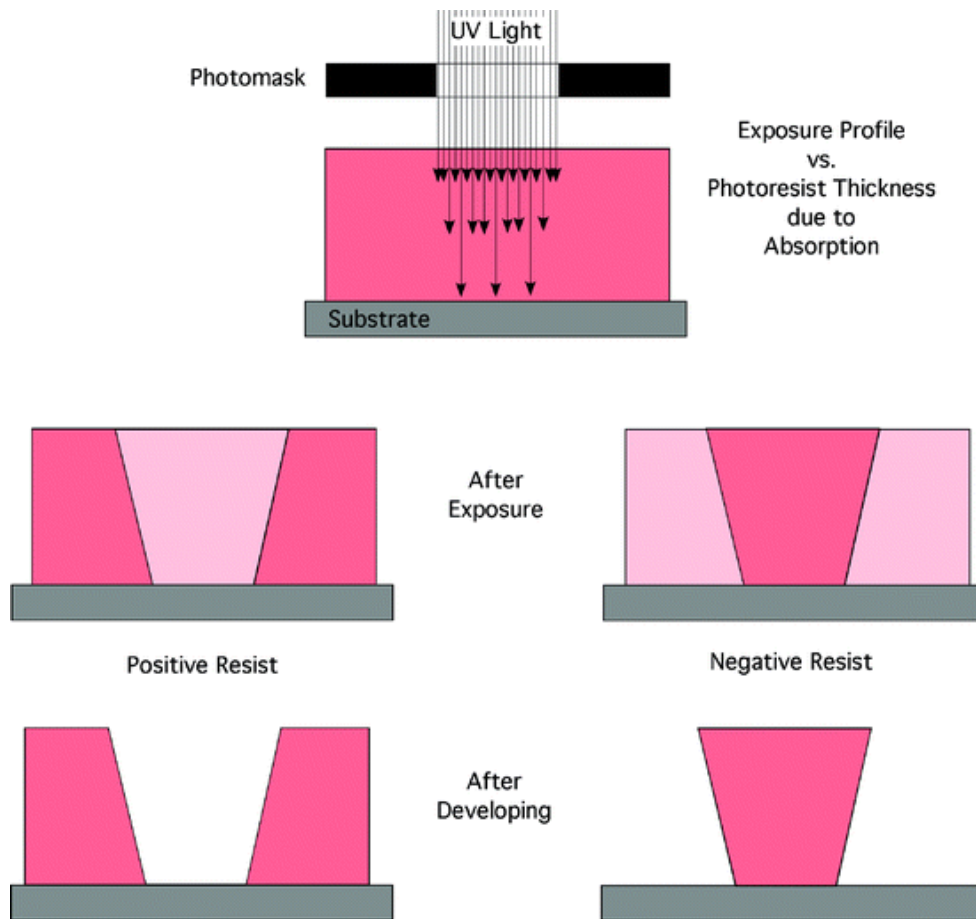 UV Light
Photomask
Exposure Profile
vs.
Photoresist Thickness
due to
Absorption
Substrate
After
Exposure
Positive Resist
Negative Resist
After
Developing